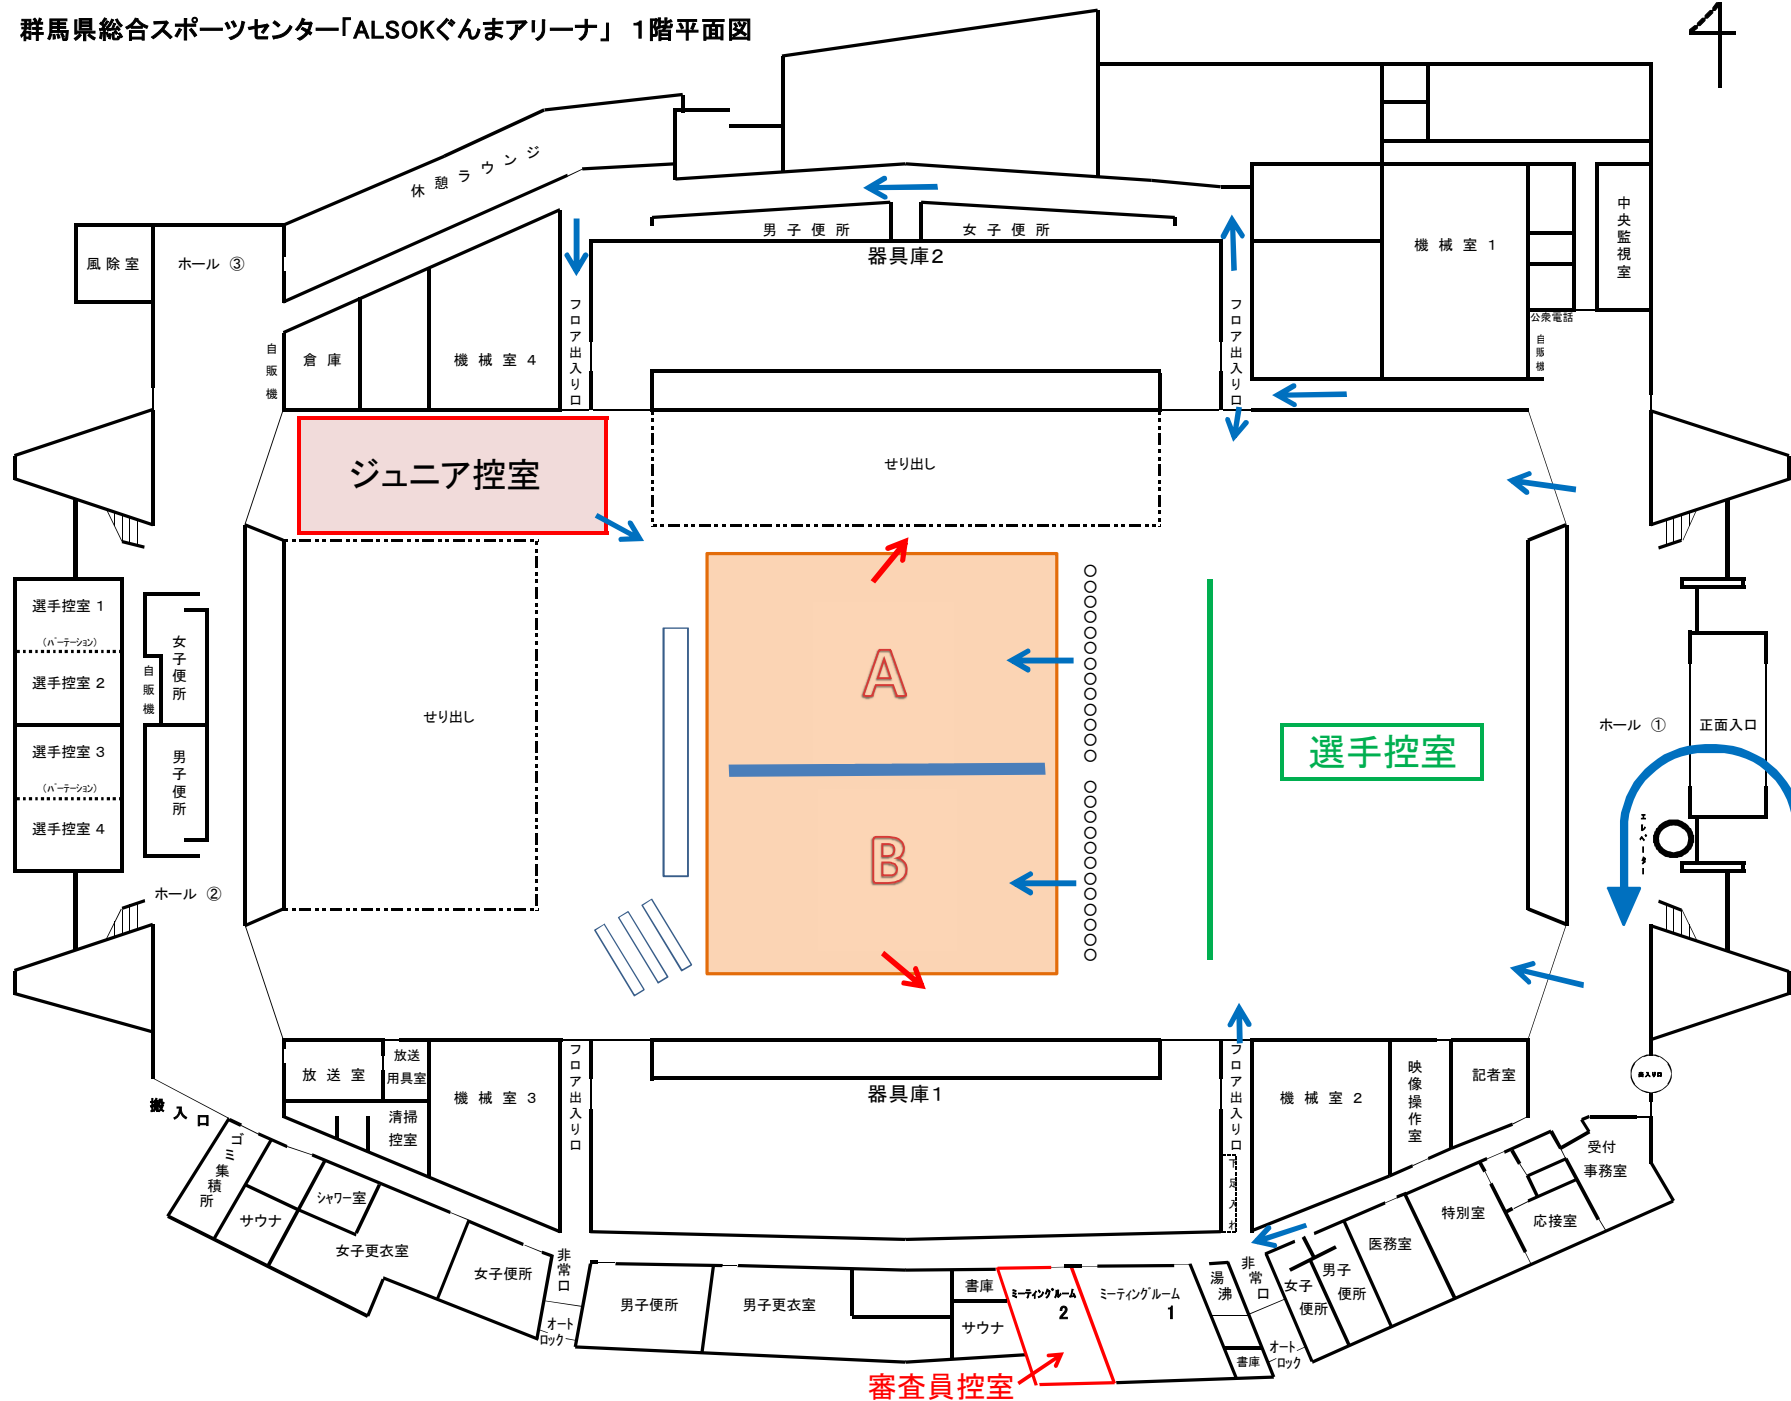 群馬県総合スポーツセンター「ALSOKぐんまアリーナ」 1階平面図
休憩ラウンジ
男子便所
女子便所
器具庫2
風除室
ホール ③
機械室1
中央監視室
公衆電話
自販機
フロア出入り口
フロア出入り口
自販機
倉庫
機械室4
ジュニア控室
せり出し
選手控室1
(パーテーション)
選手控室2
選手控室3
(パーテーション)
選手控室4
女子便所
自販機
男子便所
せり出し
A
B
選手控室
ホール ①
正面入口
エレベーター
ホール ②
放送室
放送
用具室
清掃
控室
機械室3
フロア出入り口
器具庫1
フロア出入り口
機械室2
映像操作室
記者室
搬入口
ゴミ集積所
サウナ
シャワー室
女子更衣室
女子便所
非常口
オート
ロック
男子便所
男子更衣室
書庫
サウナ
ミーティングルーム
2
ミーティングルーム
1
湯沸
書庫
非常口
オート
ロック
女子
便所
男子
便所
医務室
特別室
応接室
受付
事務室
審査員控室